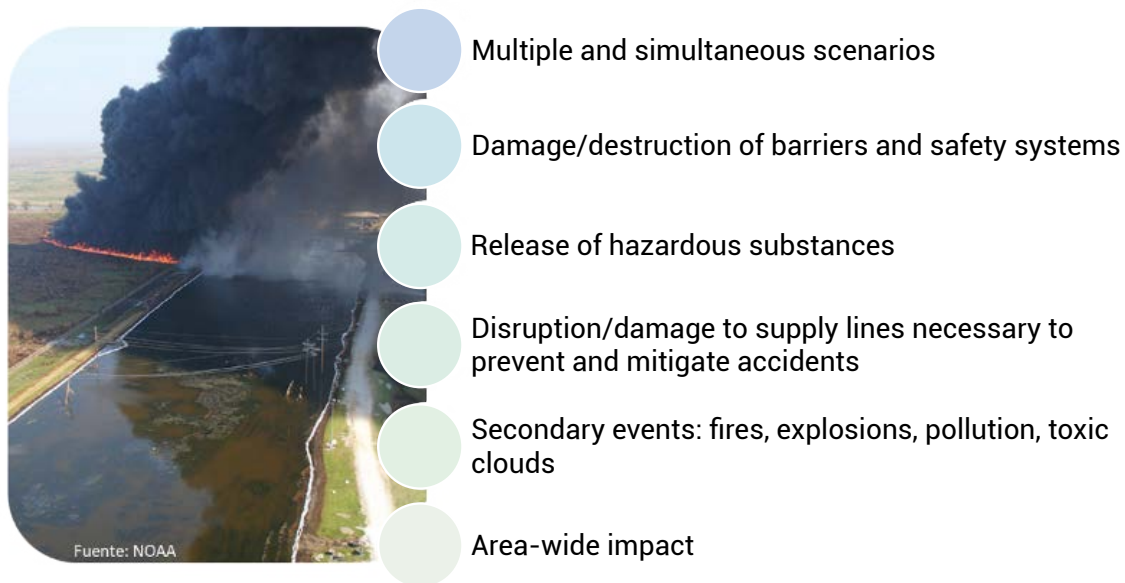 Multiple and simultaneous scenarios
Damage/destruction of barriers and safety systems
Release of hazardous substances
Disruption/damage to supply lines necessary to
prevent and mitigate accidents
Secondary events: fires, explosions, pollution, toxic
clouds
Area-wide impact
Fuente: NOAA